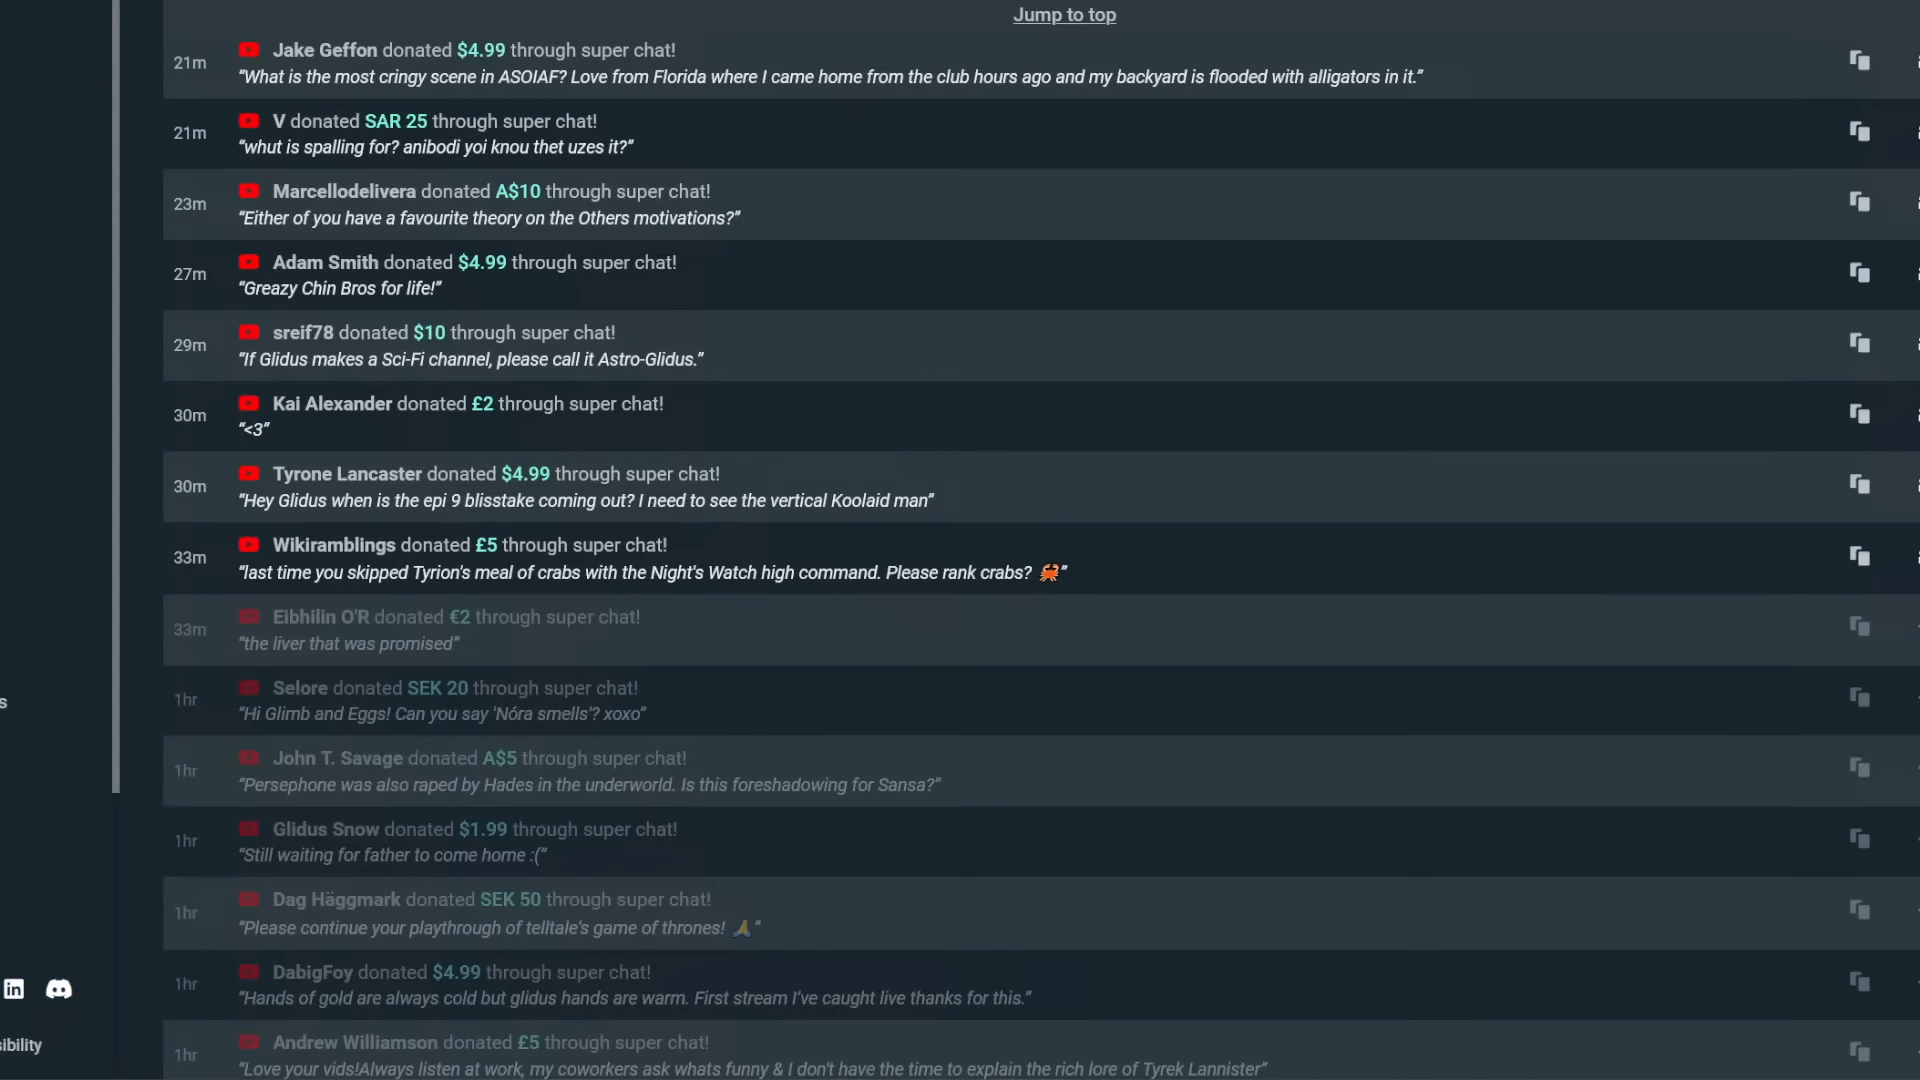 Jump to top
21m
Jake Geffon donated $4.99 through super chat!
“What is the most cringy scene in ASOIAF? Love from Florida where I came home from the club hours ago and my backyard is flooded with alligators in it.”
21m
V donated SAR 25 through super chat!
“whut is spalling for? anibodi yoi knou thet uzes it?”
23m
Marcellodelivera donated A$10 through super chat!
“Either of you have a favourite theory on the Others motivations?”
27m
Adam Smith donated $4.99 through super chat!
“Greazy Chin Bros for life!”
29m
sreif78 donated $10 through super chat!
“If Glidus makes a Sci-Fi channel, please call it Astro-Glidus.”
30m
Kai Alexander donated £2 through super chat!
“<3”
30m
Tyrone Lancaster donated $4.99 through super chat!
“Hey Glidus when is the epi 9 blisstake coming out? I need to see the vertical Koolaid man”
33m
Wikiramblings donated £5 through super chat!
“last time you skipped Tyrion's meal of crabs with the Night's Watch high command. Please rank crabs? 🦀”
33m
Eibhilin O'R donated €2 through super chat!
“the liver that was promised”
1hr
Selore donated SEK 20 through super chat!
“Hi Glimb and Eggs! Can you say 'Nóra smells'? xoxo”
1hr
John T. Savage donated A$5 through super chat!
“Persephone was also raped by Hades in the underworld. Is this foreshadowing for Sansa?”
1hr
Glidus Snow donated $1.99 through super chat!
“Still waiting for father to come home :(”
1hr
Dag Häggmark donated SEK 50 through super chat!
“Please continue your playthrough of telltale's game of thrones! 🙏”
1hr
DabigFoy donated $4.99 through super chat!
“Hands of gold are always cold but glidus hands are warm. First stream I've caught live thanks for this.”
1hr
Andrew Williamson donated £5 through super chat!
“Love your vids!Always listen at work, my coworkers ask whats funny & I don't have the time to explain the rich lore of Tyrek Lannister”
s
in
sibility